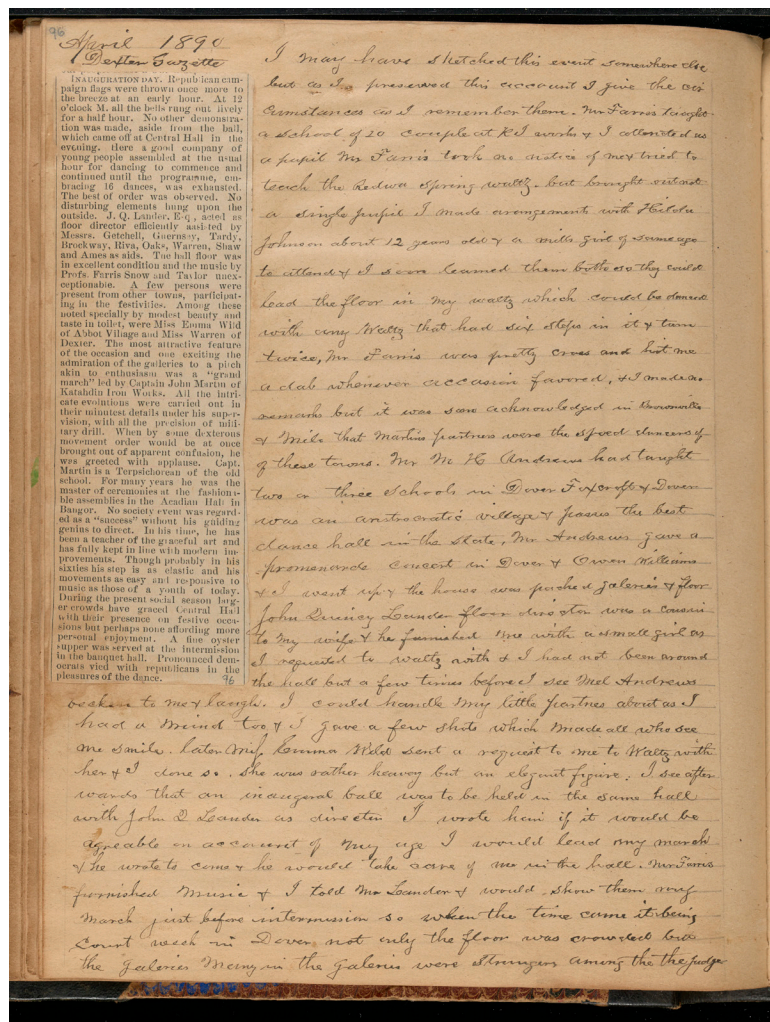 96
April 1890
Dexter Gazette
INAUGURATION DAY. Republican cam-
paign flags were thrown once more to
the breeze at an early hour. At 12
o'clock M. all the bells rung out lively
for a half hour. No other demonstra-
tion was made, aside from the ball,
which came off at Central Hall in the
evening. Here a good company of
young people assembled at the usual
hour for dancing to commence and
continued until the programme, em-
bracing 16 dances, was exhausted.
The best of order was observed. No
disturbing elements hung upon the
outside. J. Q. Lander. Esq, acted as
floor director efficiently assisted by
Messrs. Getchell, Guernsey, Tardy,
Brockway, Riva, Oaks, Warren, Shaw
and Ames as aids. The hall floor was
in excellent condition and the music by
Profs. Farris Snow and Taylor unex-
ceptionable. A few persons were
present from other towns, participat-
ing in the festivities. Among these
noted specially by modest beauty and
taste in toilet, were Miss Emma Wild
of Abbot Village and Miss Warren of
Dexter. The most attractive feature
of the occasion and one exciting the
admiration of the galleries to a pitch
akin to enthusiasm was a "grand
march" led by Captain John Martin of
Katahdin Iron Works. All the intri-
cate evolutions were carried out in
their minutest details under his super-
vision, with all the precision of mili-
tary drill. When by some dexterous
movement order would be at once
brought out of apparent confusion, he
was greeted with applause. Capt.
Martin is a Terpsichorean of the old
school. For many years he was the
master of ceremonies at the fashiona-
ble assemblies in the Acadian Hall in
Bangor. No society event was regard-
ed as a "success" without his guiding
genius to direct. In his time, he has
been a teacher of the graceful art and
has fully kept in line with modern im-
provements. Though probably in his
sixties his step is as elastic and his
movements as easy and responsive to
music as those of a youth of today.
During the present social season larg-
er crowds have graced Central Hall
with their presence on festive occa-
sions but perhaps none affording more
personal enjoyment. A fine oyster
supper was served at the intermission
in the banquet hall. Pronounced dem-
ocrats vied with republicans in the
pleasures of the dance.
96
I may have sketched this event somewhere else
but as I preserved this account I give the cir
cumstances as I remember them. Mr Farris taught
a school of 20 couple at K I works & I attended as
a pupil Mr Farris took no notice of me & tried to
teach the Redwa Spring waltz. but brought out not
a single pupil I made arangements with Hilda
Johnson about 12 years old & a mills girl of same age
to attend & I soon learned them bothe so they could
lead the floor in my waltz which could be danced
with any Waltz that had six steps in it & turn
twice, Mr Farris was pretty cross and hit me
a dab whenever accasion favored, & I made no
remarks but it was soon acknowledged in Brownville
& Milo that Martins partners were the speed dancers of
of these towns. Mr M H Andrews had taught
two or three Schools in Dover Foxcroft & Dover
was an aristrocratic village & posses the best
dance hall in the State, Mr Andrews gave a
promenade concert in Dover & Owen Williams
& I went up & the house was packed galeries & floor
John Quincy Lander floor director was a cousin
to my wife & he furnished me with a small girl as
I requested to waltz with & I had not been around
the hall but a few times before I see Mel Andrews
becken to me & laugh. I could handle my little partner about as I
had a mind too, & I gave a few shots which made all who see
me smile. later Miss Emma Wild sent a request to me to Waltz with
her & I done so. she was rather heavey but an elegant figure; I see after
wards that an inaugeral ball was to be held in the same hall
with John Q Leander as director I wrote him if it would be
agreable on account of my age I would lead my march
& he wrote to come & he would take care of me in the hall. Mr Farris
furnished Music & I told Mr Lander I would show them my
March just before intermission so when the time came it being
Court week in Dover not only the floor was crowded but
the galeries Many in the Galeries were Strangers among the the judge